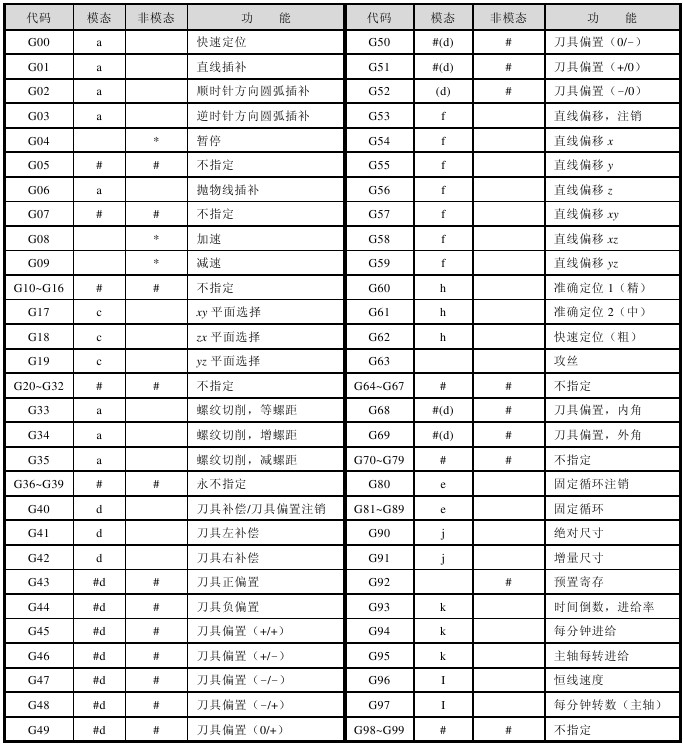 代码 模态 非模态 功 能 代码 模态 非模态 功 能
G00 a 快速定位 G50 #(d) # 刀具偏置（0/−）
G01 a 直线插补 G51 #(d) # 刀具偏置（+/0）
G02 a 顺时针方向圆弧插补 G52 (d) # 刀具偏置（−/0）
G03 a 逆时针方向圆弧插补 G53 f 直线偏移，注销
G04 * 暂停 G54 f 直线偏移 x
G05 # # 不指定 G55 f 直线偏移 y
G06 a 抛物线插补 G56 f 直线偏移 z
G07 # # 不指定 G57 f 直线偏移 xy
G08 * 加速 G58 f 直线偏移 xz
G09 * 减速 G59 f 直线偏移 yz
G10~G16 # # 不指定 G60 h 准确定位 1（精）
G17 c xy 平面选择 G61 h 准确定位 2（中）
G18 c zx 平面选择 G62 h 快速定位（粗）
G19 c yz 平面选择 G63 攻丝
G20~G32 # # 不指定 G64~G67 # # 不指定
G33 a 螺纹切削，等螺距 G68 #(d) # 刀具偏置，内角
G34 a 螺纹切削，增螺距 G69 #(d) # 刀具偏置，外角
G35 a 螺纹切削，减螺距 G70~G79 # # 不指定
G36~G39 # # 永不指定 G80 e 固定循环注销
G40 d 刀具补偿/刀具偏置注销 G81~G89 e 固定循环
G41 d 刀具左补偿 G90 j 绝对尺寸
G42 d 刀具右补偿 G91 j 增量尺寸
G43 #d # 刀具正偏置 G92 # 预置寄存
G44 #d # 刀具负偏置 G93 k 时间倒数，进给率
G45 #d # 刀具偏置（+/+） G94 k 每分钟进给
G46 #d # 刀具偏置（+/−） G95 k 主轴每转进给
G47 #d # 刀具偏置（−/−） G96 I 恒线速度
G48 #d # 刀具偏置（−/+） G97 I 每分钟转数（主轴）
G49 #d # 刀具偏置（0/+） G98~G99 # # 不指定